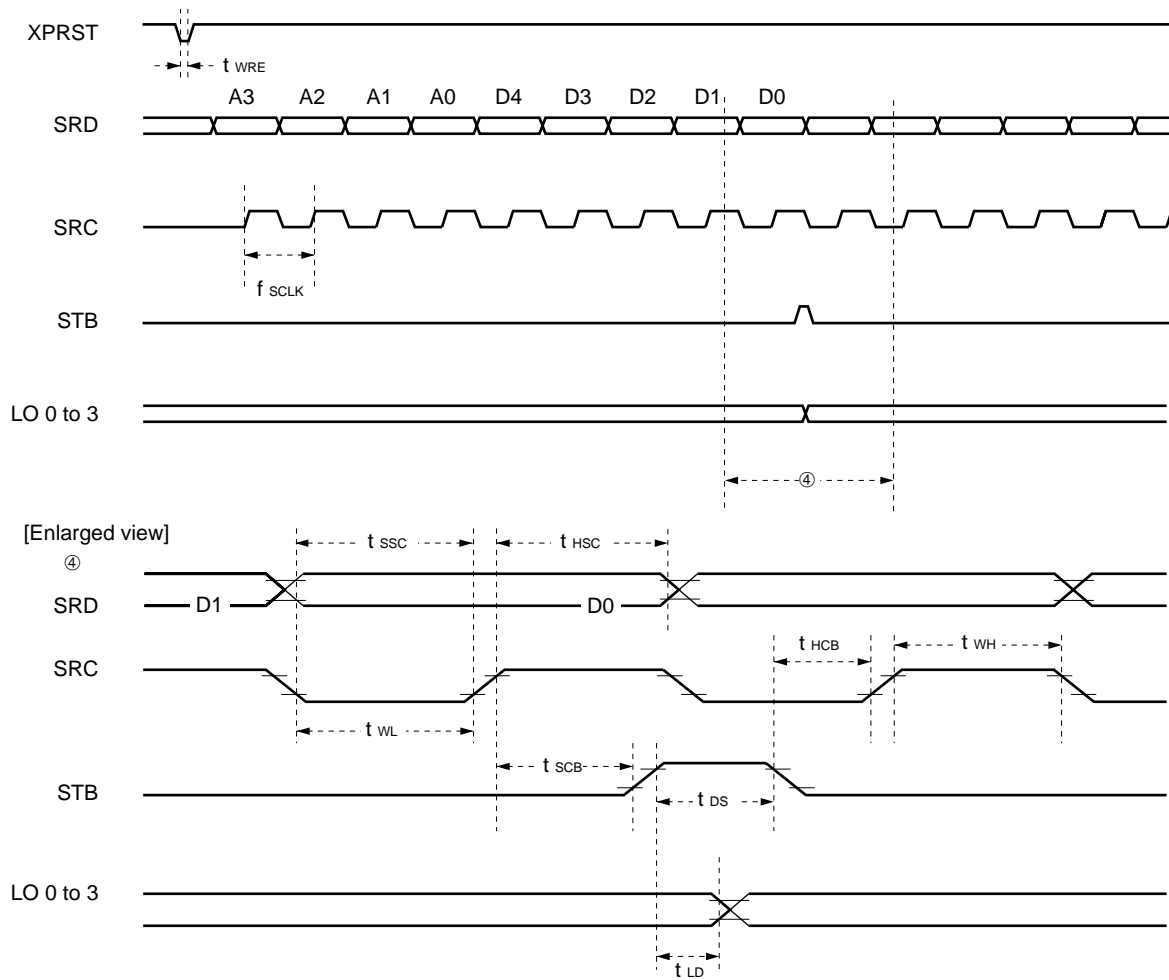 XPRST
t WRE
A3 A2 A1 A0 D4 D3 D2 D1 D0
SRD
SRC
f SCLK
STB
LO 0 to 3
④
[Enlarged view]
④
t SSC t HSC
SRD D1 D0
SRC t HCB t WH
t WL
t SCB
STB t DS
LO 0 to 3
t LD